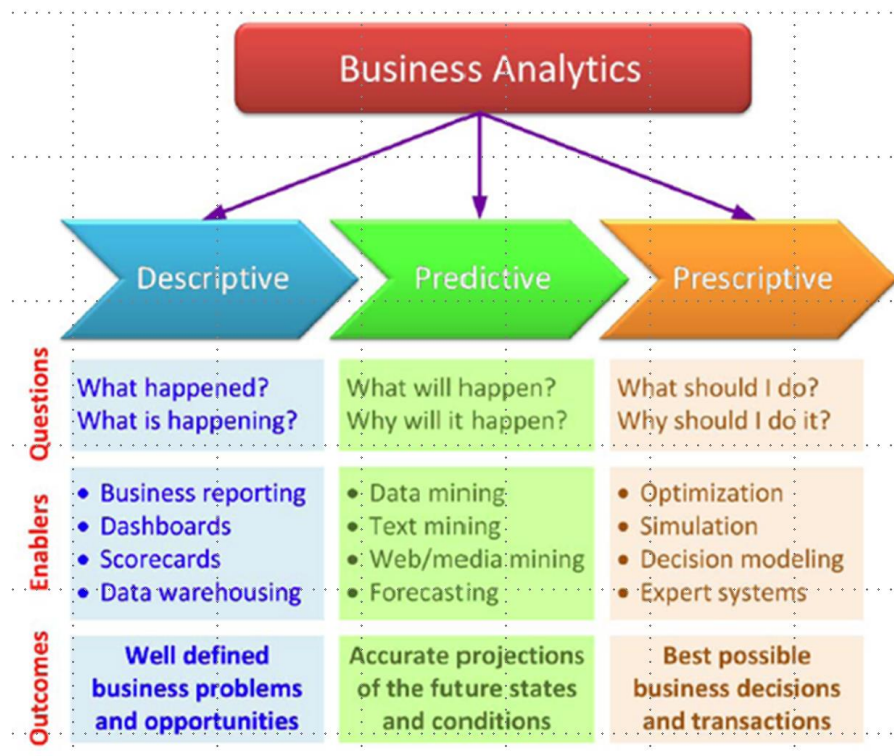 Business Analytics
Descriptive
Predictive
Prescriptive
Questions
What happened?
What is happening?
What will happen?
Why will it happen?
What should I do?
Why should I do it?
Enablers
• Business reporting
• Dashboards
• Scorecards
• Data warehousing
• Data mining
• Text mining
• Web/media mining
• Forecasting
• Optimization
• Simulation
• Decision modeling
• Expert systems
Outcomes
Well defined
business problems
and opportunities
Accurate projections
of the future states
and conditions
Best possible
business decisions
and transactions